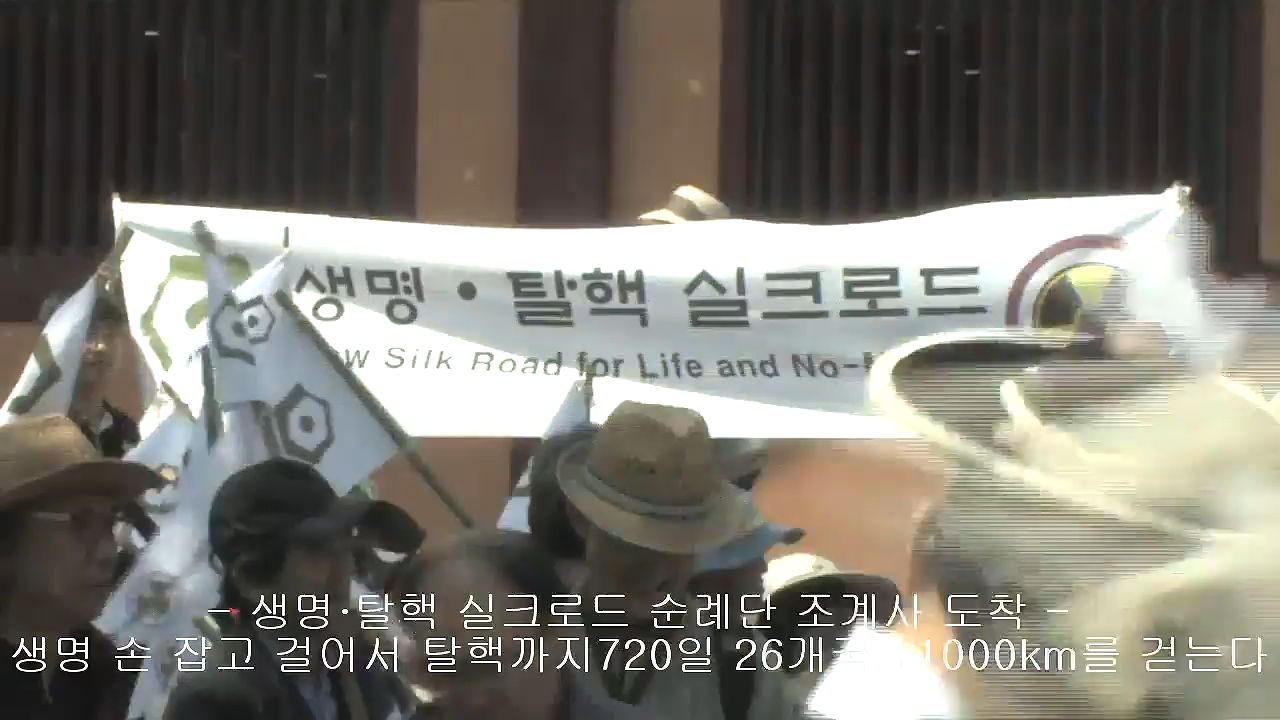 생명·탈핵 실크로드
Silk Road for Life and
- 생명·탈핵 실크로드 순례단 조계사 도착 -
생명 손 잡고 걸어서 탈핵까지720일 26개국 1000km를 걷는다